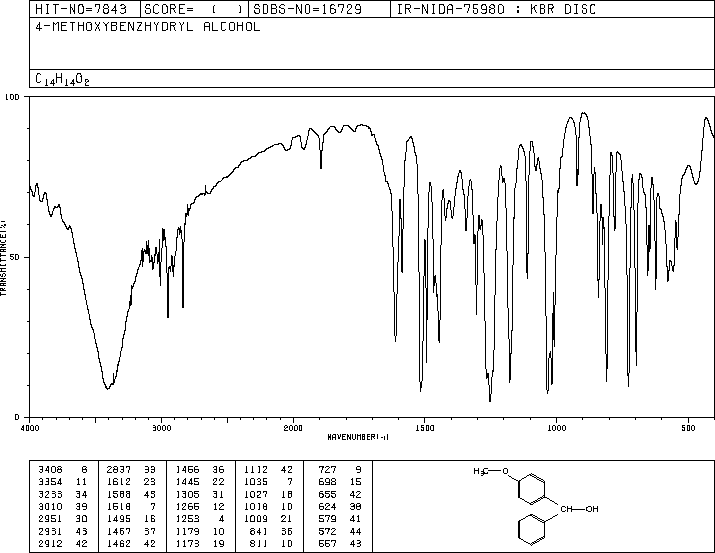 HIT-NO=7843 SCORE= ( ) SDBS-NO=16729 IR-NIDA-75980 : KBR DISC
4-METHOXYBENZHYDRYL ALCOHOL
C14H14O2
100
50
0
TRANSMITTANCE(%)
4000 3000 2000 1500 1000 500
WAVENUMBER(-1)
3408 8 2837 33 1456 36 1112 42 727 9
3354 11 1612 23 1445 22 1035 7 698 15
3233 34 1588 43 1305 31 1027 18 655 42
3010 39 1518 7 1265 12 1018 10 624 38
2951 30 1495 16 1253 4 1009 21 579 41
2931 43 1467 37 1179 10 841 36 572 44
2912 42 1462 42 1173 19 811 10 557 43
H3C O
CH OH